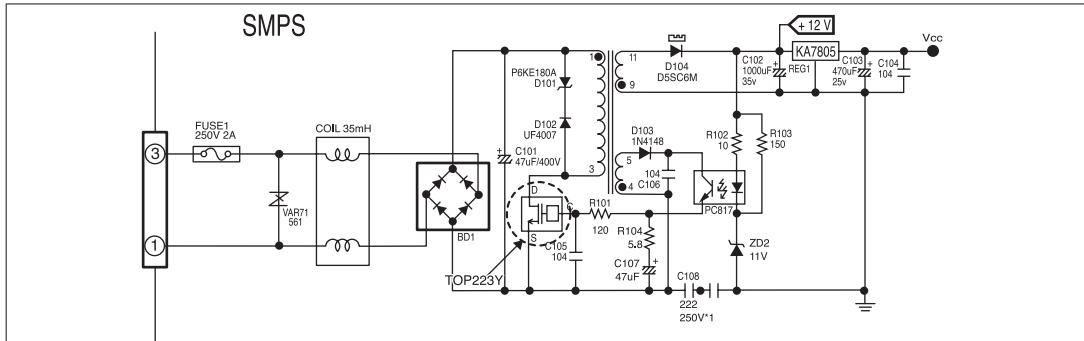 SMPS
+ 12 V
Vcc
KA7805
REG1
D104
D5SC6M
C102
1000uF
35v
+
C103
470uF
25v
+
C104
104
1
11
9
P6KE180A
D101
D102
UF4007
C101
47uF/400V
+
3
D103
1N4148
5
4
104
C106
R102
10
R103
150
PC817
FUSE1
250V 2A
COIL 35mH
3
1
VAR71
561
BD1
D
C
S
R101
120
C105
104
R104
5.8
C107
47uF
+
ZD2
11V
TOP223Y
C108
222
250V*1